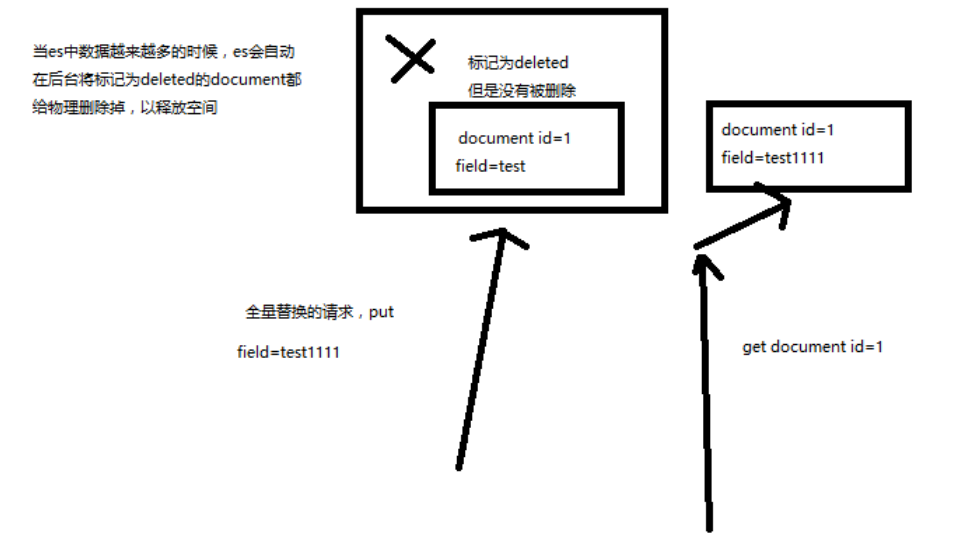 当es中数据越来越多的时候，es会自动
在后台将标记为deleted的document都
给物理删除掉，以释放空间
标记为deleted
但是没有被删除
document id=1
field=test
document id=1
field=test1111
全量替换的请求，put
field=test1111
get document id=1